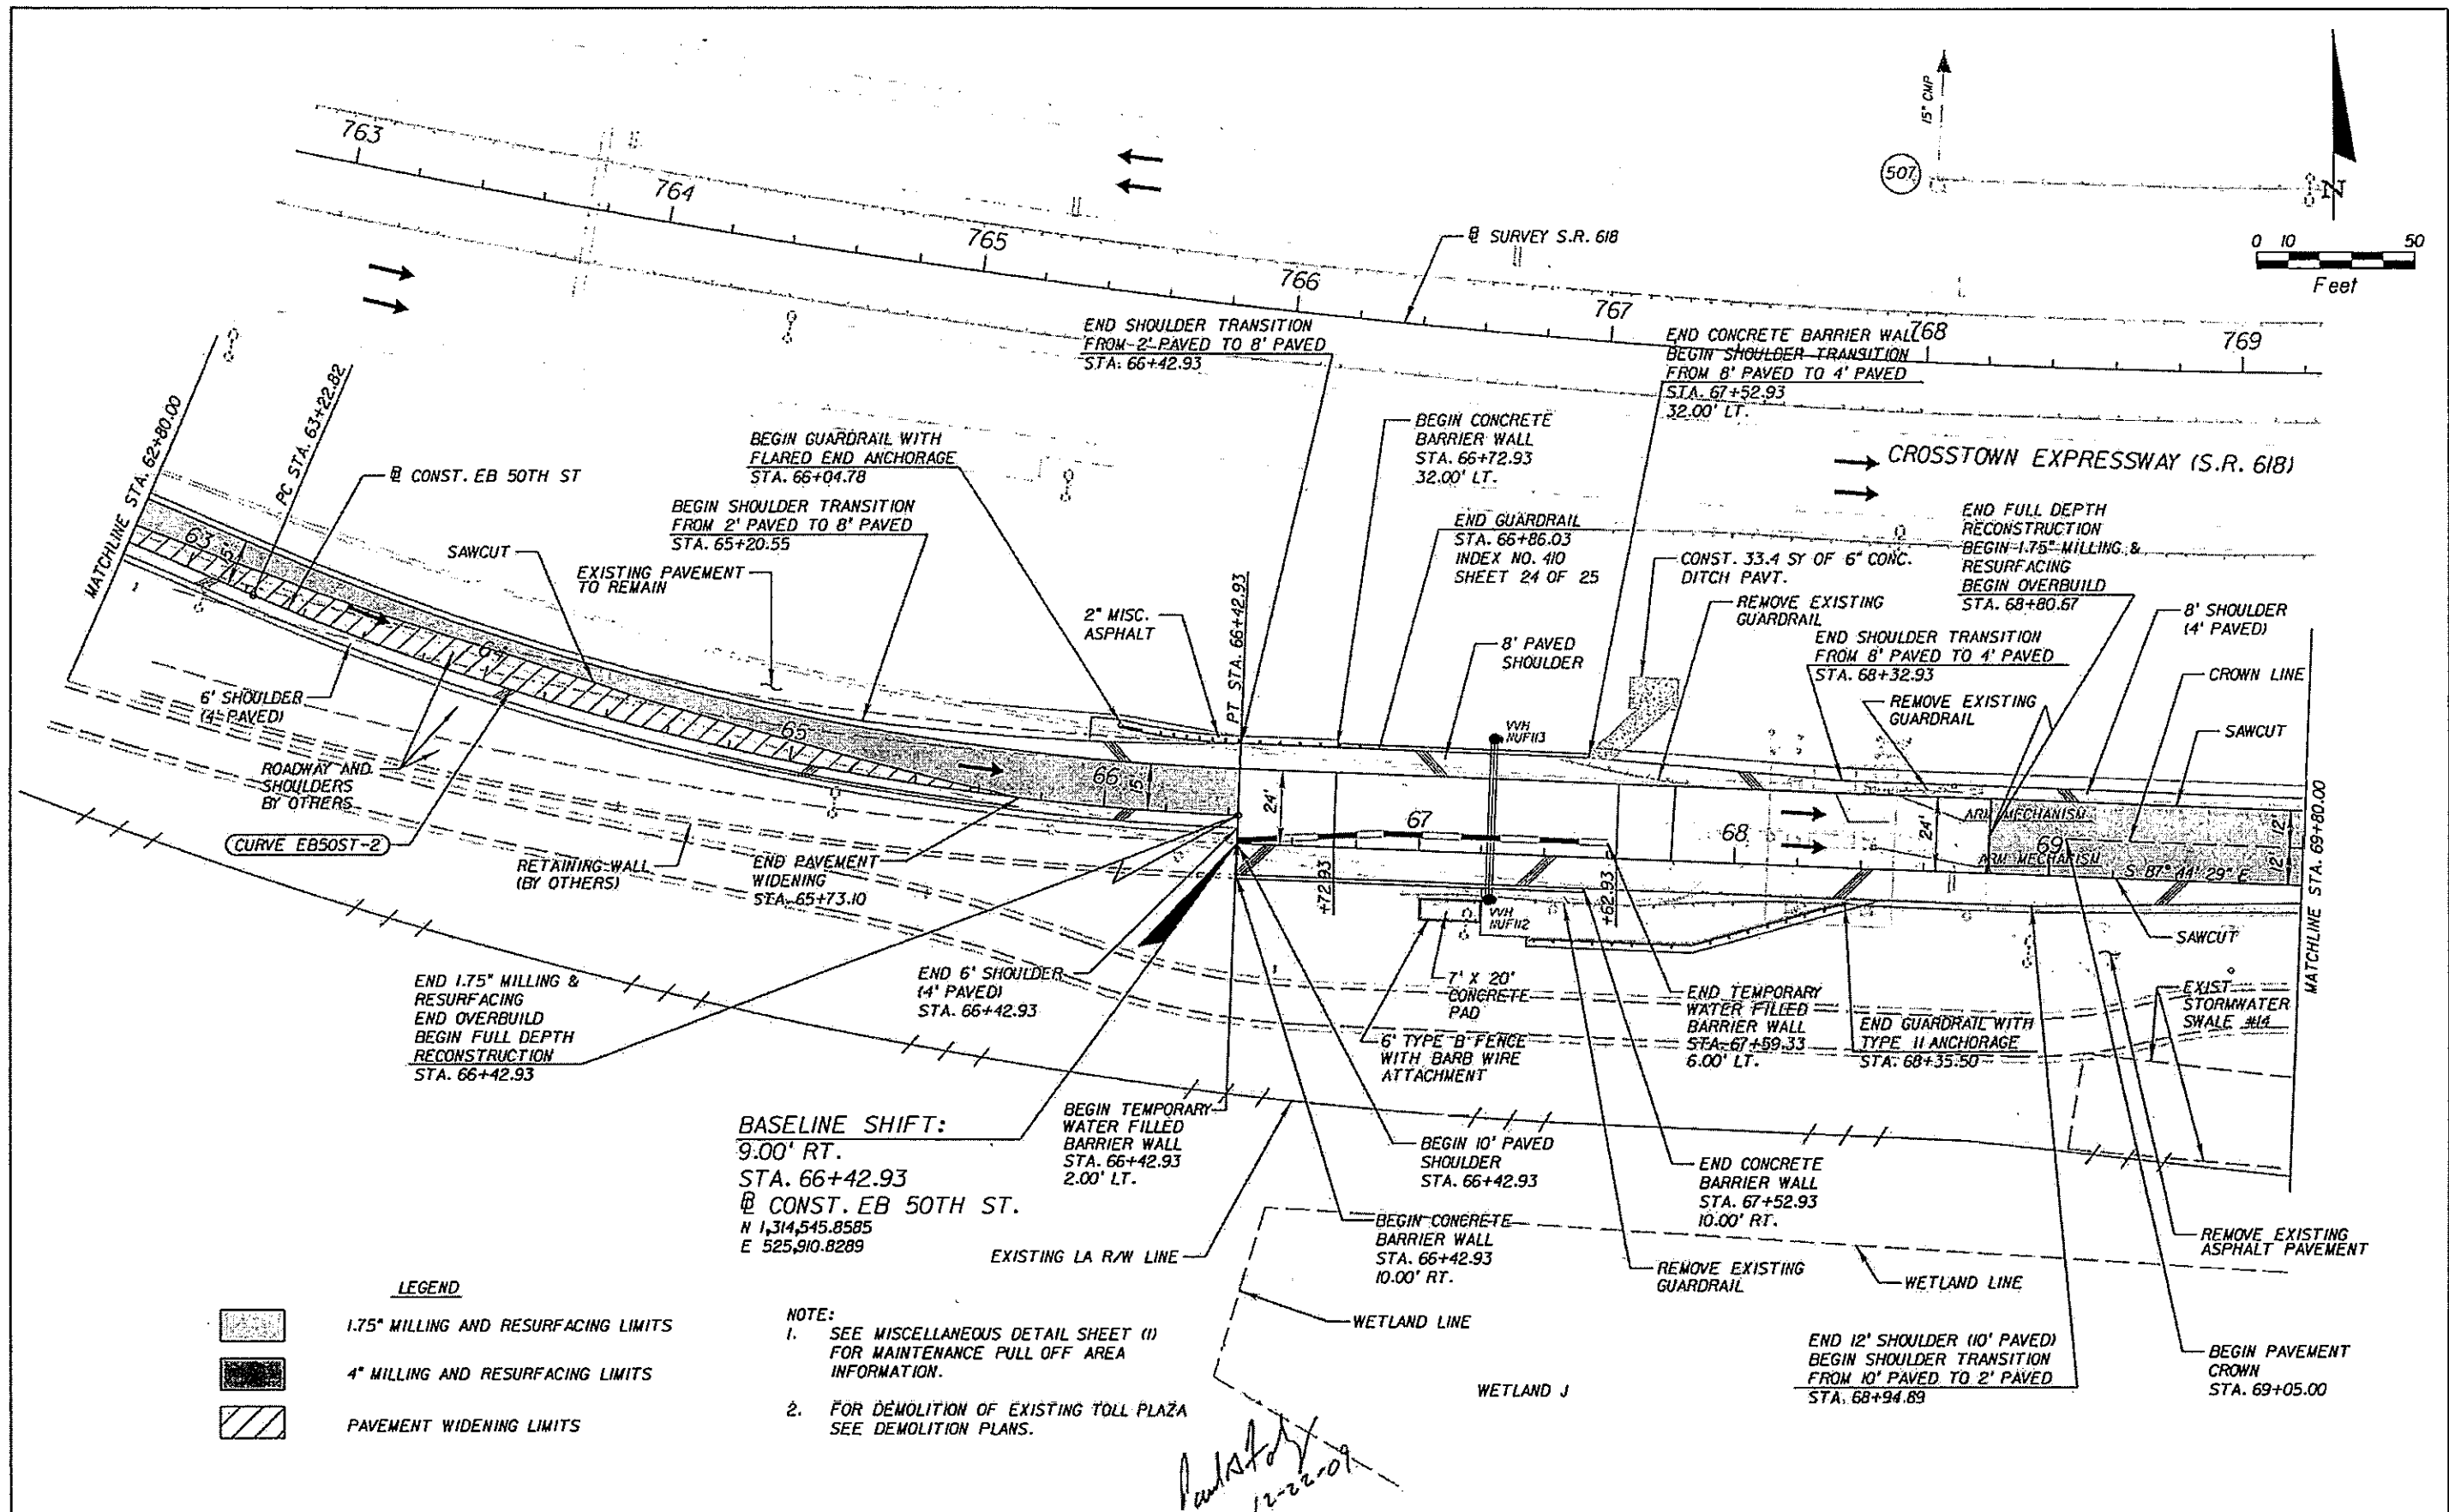 763
764
765
766
767
768
769
15" CMP
507
N
0 10 50
Feet
℄ SURVEY S.R. 618
END SHOULDER TRANSITION
FROM 2' PAVED TO 8' PAVED
STA. 66+42.93
END CONCRETE BARRIER WALL
BEGIN SHOULDER TRANSITION
FROM 8' PAVED TO 4' PAVED
STA. 67+52.93
32.00' LT.
MATCHLINE STA. 62+80.00
PC STA. 63+22.82
℄ CONST. EB 50TH ST
BEGIN GUARDRAIL WITH
FLARED END ANCHORAGE
STA. 66+04.78
BEGIN CONCRETE
BARRIER WALL
STA. 66+72.93
32.00' LT.
CROSSTOWN EXPRESSWAY (S.R. 618)
BEGIN SHOULDER TRANSITION
FROM 2' PAVED TO 8' PAVED
STA. 65+20.55
END GUARDRAIL
STA. 66+86.03
INDEX NO. 410
SHEET 24 OF 25
END FULL DEPTH
RECONSTRUCTION
BEGIN 1.75" MILLING &
RESURFACING
BEGIN OVERBUILD
STA. 68+80.67
SAWCUT
EXISTING PAVEMENT
TO REMAIN
CONST. 33.4 SY OF 6" CONC.
DITCH PAVT.
REMOVE EXISTING
GUARDRAIL
8' SHOULDER
(4' PAVED)
2" MISC.
ASPHALT
PT STA. 66+42.93
8' PAVED
SHOULDER
END SHOULDER TRANSITION
FROM 8' PAVED TO 4' PAVED
STA. 68+32.93
CROWN LINE
REMOVE EXISTING
GUARDRAIL
SAWCUT
63
15'
64
65
66
15'
24'
67
68
24'
69
12'
12'
VVH
NUF113
VVH
NUF112
ARM MECHANISM
ARM MECHANISM
S 87° 44' 29" E
MATCHLINE STA. 69+80.00
6' SHOULDER
(4' PAVED)
ROADWAY AND
SHOULDERS
BY OTHERS
CURVE EB50ST-2
RETAINING WALL
(BY OTHERS)
END PAVEMENT
WIDENING
STA. 65+73.10
+72.93
+62.93
SAWCUT
END 1.75" MILLING &
RESURFACING
END OVERBUILD
BEGIN FULL DEPTH
RECONSTRUCTION
STA. 66+42.93
END 6' SHOULDER
(4' PAVED)
STA. 66+42.93
7' X 20'
CONCRETE
PAD
6' TYPE B FENCE
WITH BARB WIRE
ATTACHMENT
END TEMPORARY
WATER FILLED
BARRIER WALL
STA. 67+59.33
6.00' LT.
END GUARDRAIL WITH
TYPE II ANCHORAGE
STA. 68+35.50
EXIST.
STORMWATER
SWALE #14
BASELINE SHIFT:
9.00' RT.
STA. 66+42.93
℄ CONST. EB 50TH ST.
N 1,314,545.8585
E 525,910.8289
BEGIN TEMPORARY
WATER FILLED
BARRIER WALL
STA. 66+42.93
2.00' LT.
BEGIN 10' PAVED
SHOULDER
STA. 66+42.93
END CONCRETE
BARRIER WALL
STA. 67+52.93
10.00' RT.
BEGIN CONCRETE
BARRIER WALL
STA. 66+42.93
10.00' RT.
EXISTING LA R/W LINE
REMOVE EXISTING
GUARDRAIL
WETLAND LINE
REMOVE EXISTING
ASPHALT PAVEMENT
WETLAND LINE
WETLAND J
END 12' SHOULDER (10' PAVED)
BEGIN SHOULDER TRANSITION
FROM 10' PAVED TO 2' PAVED
STA. 68+94.89
BEGIN PAVEMENT
CROWN
STA. 69+05.00
LEGEND
1.75" MILLING AND RESURFACING LIMITS
4" MILLING AND RESURFACING LIMITS
PAVEMENT WIDENING LIMITS
NOTE:
1. SEE MISCELLANEOUS DETAIL SHEET (1)
FOR MAINTENANCE PULL OFF AREA
INFORMATION.
2. FOR DEMOLITION OF EXISTING TOLL PLAZA
SEE DEMOLITION PLANS.
12-22-09